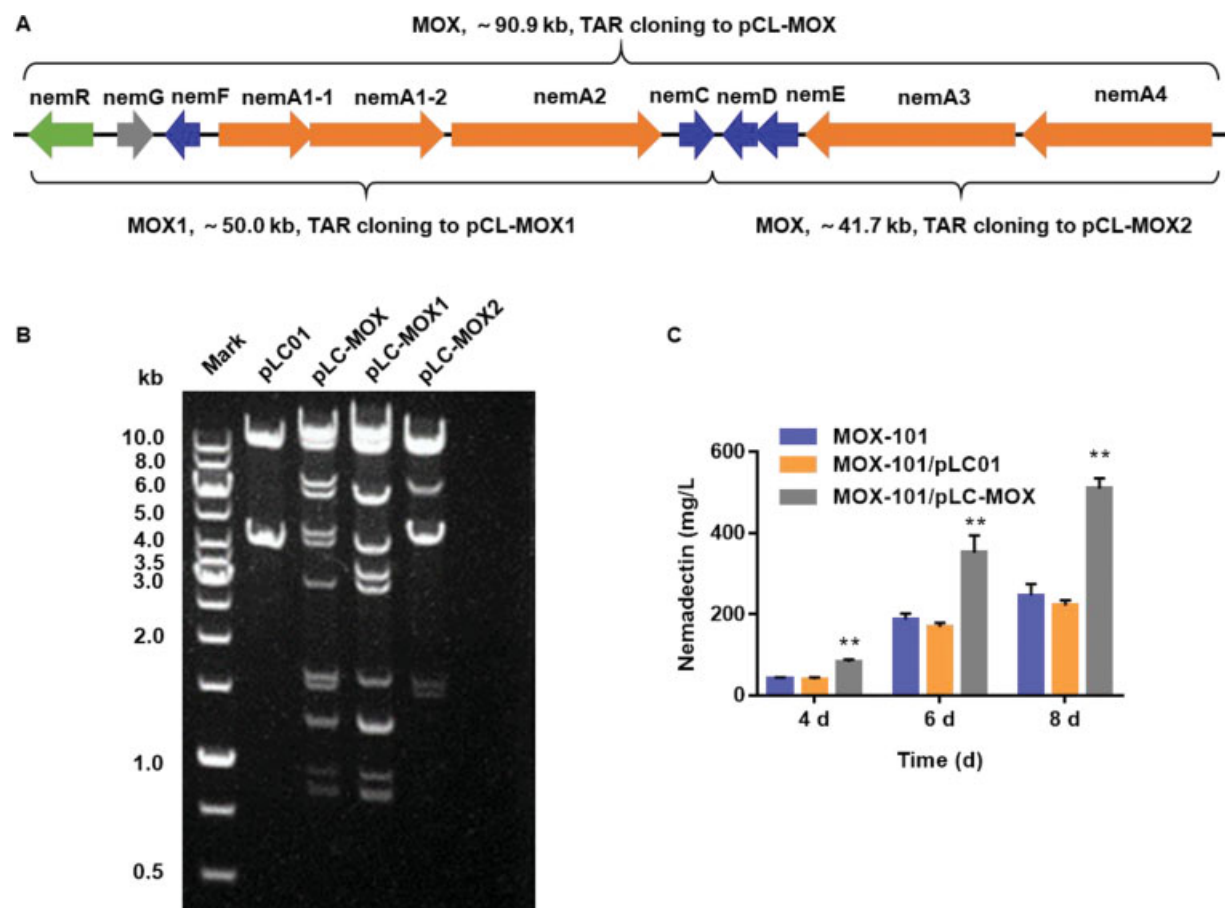 A
MOX, ~ 90.9 kb, TAR cloning to pCL-MOX
nemR nemG nemF nemA1-1 nemA1-2 nemA2 nemC nemD nemE nemA3 nemA4
MOX1, ~ 50.0 kb, TAR cloning to pCL-MOX1
MOX, ~ 41.7 kb, TAR cloning to pCL-MOX2
B
kb
Mark
pLC01
pLC-MOX
pLC-MOX1
pLC-MOX2
10.0
8.0
6.0
5.0
4.0
3.5
3.0
2.0
1.0
0.5
C
MOX-101
MOX-101/pLC01
MOX-101/pLC-MOX
Nemadectin (mg/L)
600
400
200
0
**
**
**
4 d 6 d 8 d
Time (d)